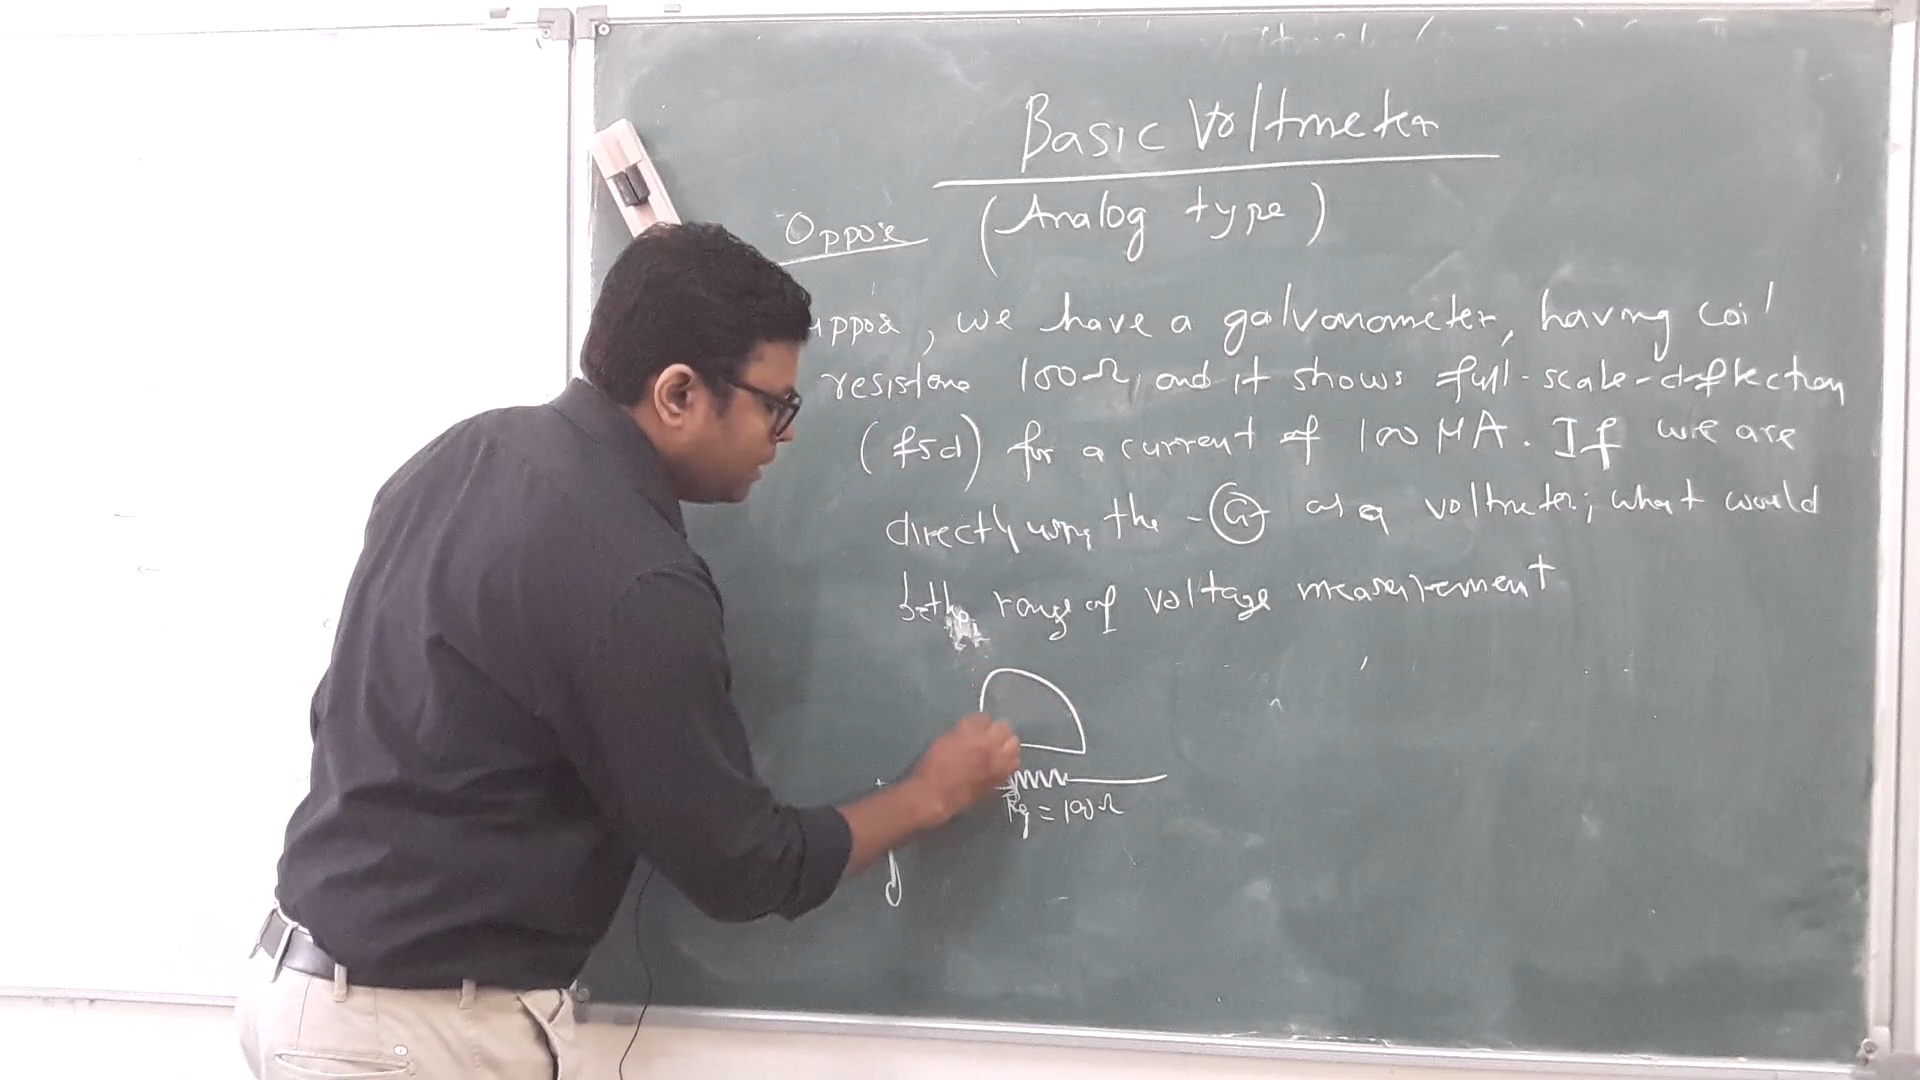 Basic Voltmeter
(Analog type)
Oppose
uppose, we have a galvanometer, having coil
resistane 100Ω, and it shows full-scale-deflection
(fsd) for a current of 100 μA. If we are
directly using the G as a voltmeter; what would
be the range of voltage measurement
Rg = 100Ω